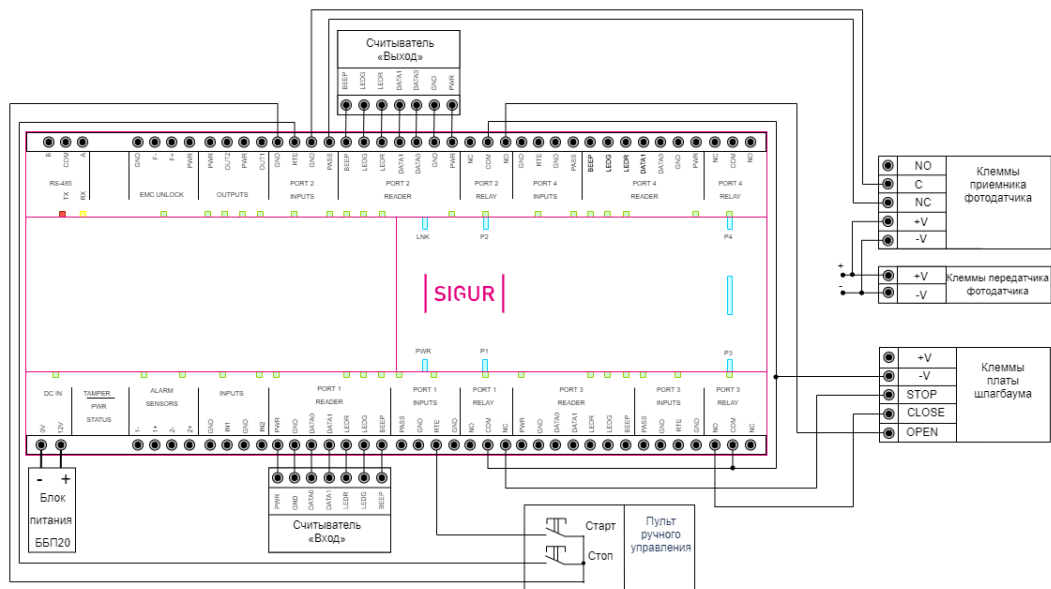 Считыватель
«Выход»
BEEP LEDG LEDR DATA1 DATA0 GND PWR
B COM A GND F- F+ PWR PWR OUT2 PWR OUT1 GND RTE GND PASS BEEP LEDG LEDR DATA1 DATA0 GND PWR NC COM NO GND RTE GND PASS BEEP LEDG LEDR DATA1 DATA0 GND PWR NC COM NO
RS-485
TX RX
EMC UNLOCK
OUTPUTS
PORT 2
INPUTS
PORT 2
READER
PORT 2
RELAY
PORT 4
INPUTS
PORT 4
READER
PORT 4
RELAY
LNK P2 P4
SIGUR
PWR P1 P3
DC IN
TAMPER
PWR
STATUS
ALARM
SENSORS
INPUTS
PORT 1
READER
PORT 1
INPUTS
PORT 1
RELAY
PORT 3
READER
PORT 3
INPUTS
PORT 3
RELAY
0V 12V 1- 1+ 2- 2+ GND IN1 GND IN2 PWR GND DATA0 DATA1 LEDR LEDG BEEP PASS GND RTE GND NO COM NC PWR GND DATA0 DATA1 LEDR LEDG BEEP PASS GND RTE GND NO COM NC
NO
C
NC
+V
-V
Клеммы
приемника
фотодатчика
+
-
+V
-V
Клеммы передатчика
фотодатчика
+V
-V
STOP
CLOSE
OPEN
Клеммы
платы
шлагбаума
- +
Блок
питания
ББП20
PWR GND DATA0 DATA1 LEDR LEDG BEEP
Считыватель
«Вход»
Старт
Стоп
Пульт
ручного
управления